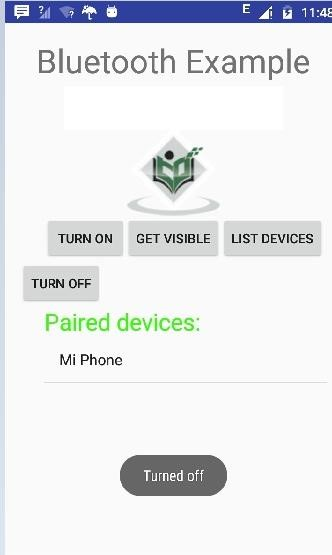 E 11:48
Bluetooth Example
TURN ON GET VISIBLE LIST DEVICES
TURN OFF
Paired devices:
Mi Phone
Turned off